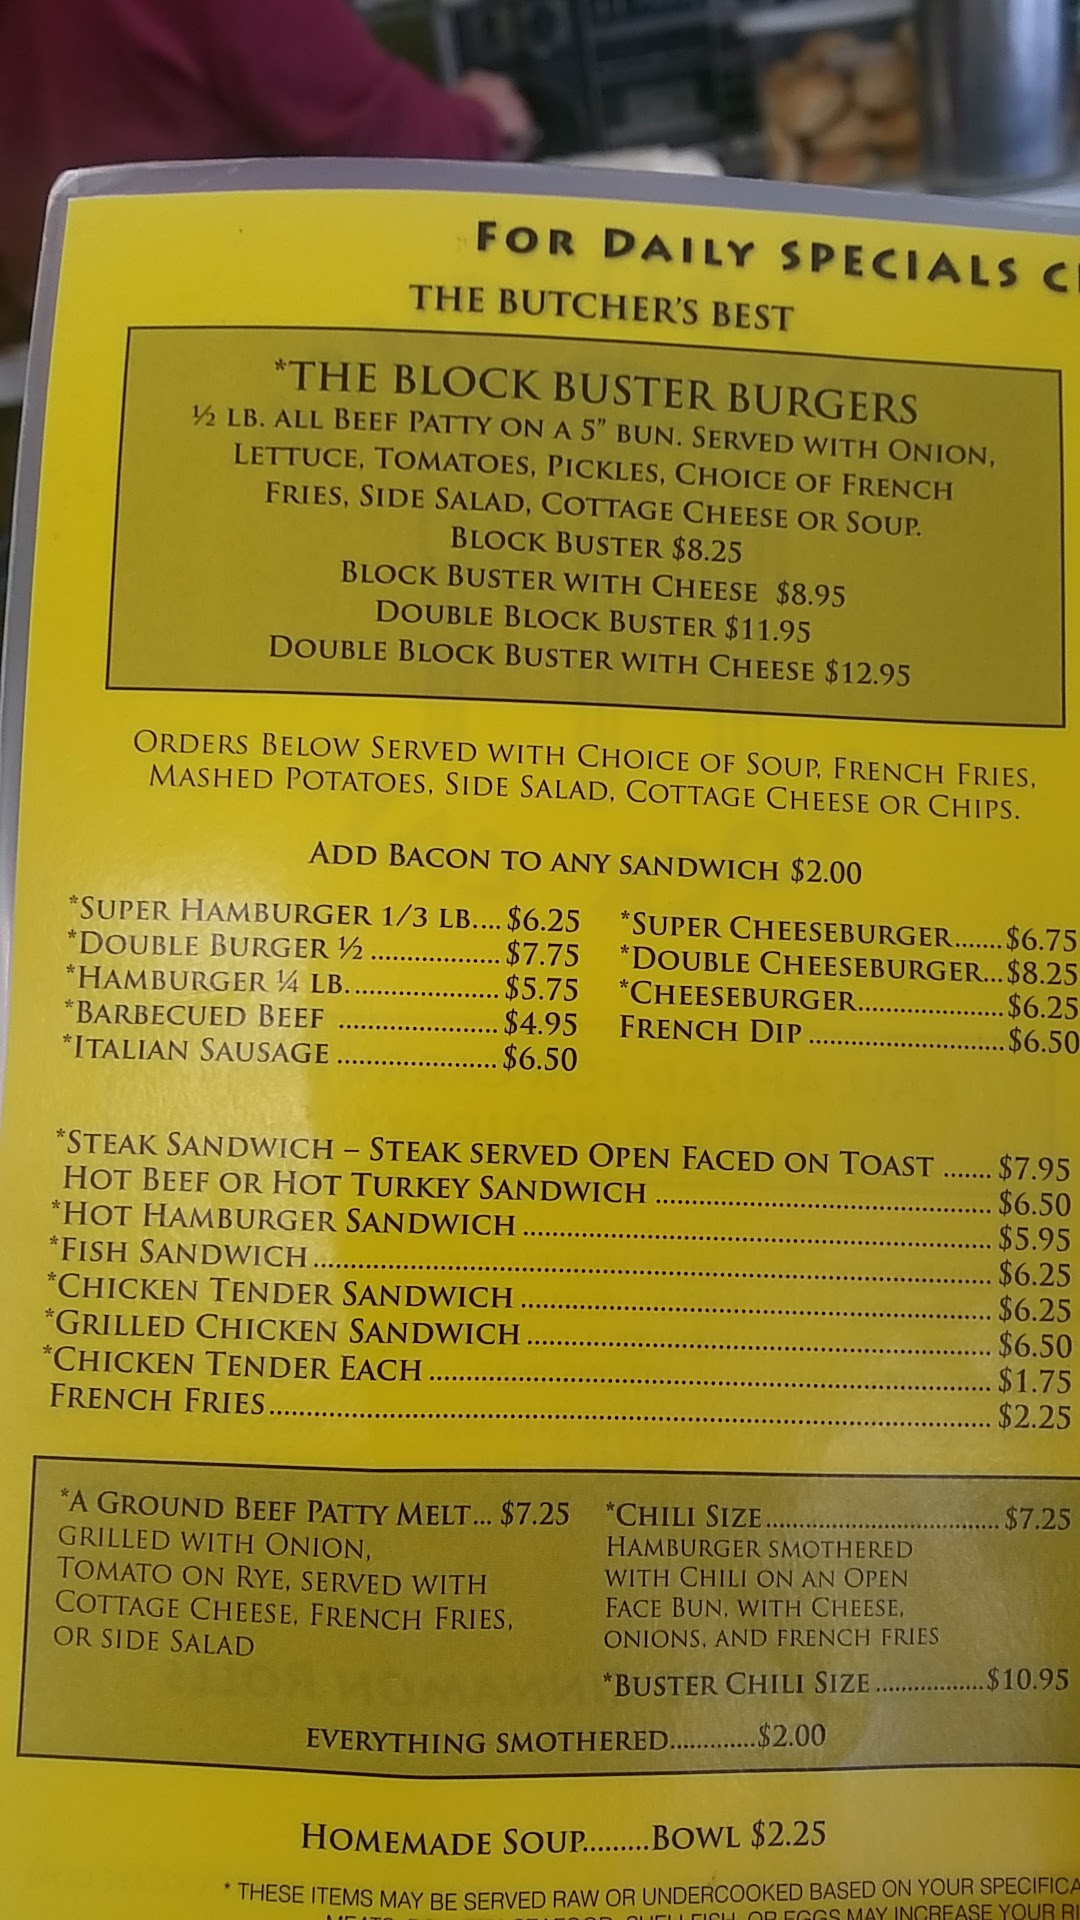 FOR DAILY SPECIALS
THE BUTCHER'S BEST
*THE BLOCK BUSTER BURGERS
½ LB. ALL BEEF PATTY ON A 5" BUN. SERVED WITH ONION,
LETTUCE, TOMATOES, PICKLES, CHOICE OF FRENCH
FRIES, SIDE SALAD, COTTAGE CHEESE OR SOUP.
BLOCK BUSTER $8.25
BLOCK BUSTER WITH CHEESE $8.95
DOUBLE BLOCK BUSTER $11.95
DOUBLE BLOCK BUSTER WITH CHEESE $12.95
ORDERS BELOW SERVED WITH CHOICE OF SOUP, FRENCH FRIES,
MASHED POTATOES, SIDE SALAD, COTTAGE CHEESE OR CHIPS.
ADD BACON TO ANY SANDWICH $2.00
*SUPER HAMBURGER 1/3 LB.... $6.25
*DOUBLE BURGER ½ .................. $7.75
*HAMBURGER ¼ LB. .................... $5.75
*BARBECUED BEEF ...................... $4.95
*ITALIAN SAUSAGE ...................... $6.50
*SUPER CHEESEBURGER....... $6.75
*DOUBLE CHEESEBURGER... $8.25
*CHEESEBURGER..................... $6.25
FRENCH DIP ........................... $6.50
*STEAK SANDWICH – STEAK SERVED OPEN FACED ON TOAST ....... $7.95
HOT BEEF OR HOT TURKEY SANDWICH ............................................... $6.50
*HOT HAMBURGER SANDWICH ................................................................ $5.95
*FISH SANDWICH ................................................................................ $6.25
*CHICKEN TENDER SANDWICH ................................................................ $6.25
*GRILLED CHICKEN SANDWICH ................................................................ $6.50
*CHICKEN TENDER EACH ................................................................ $1.75
FRENCH FRIES ................................................................................ $2.25
*A GROUND BEEF PATTY MELT... $7.25
GRILLED WITH ONION,
TOMATO ON RYE, SERVED WITH
COTTAGE CHEESE, FRENCH FRIES,
OR SIDE SALAD
*CHILI SIZE .................................. $7.25
HAMBURGER SMOTHERED
WITH CHILI ON AN OPEN
FACE BUN, WITH CHEESE,
ONIONS, AND FRENCH FRIES
*BUSTER CHILI SIZE ................ $10.95
EVERYTHING SMOTHERED............. $2.00
HOMEMADE SOUP.........BOWL $2.25
* THESE ITEMS MAY BE SERVED RAW OR UNDERCOOKED BASED ON YOUR
OR EGGS MAY INCREASE YOUR